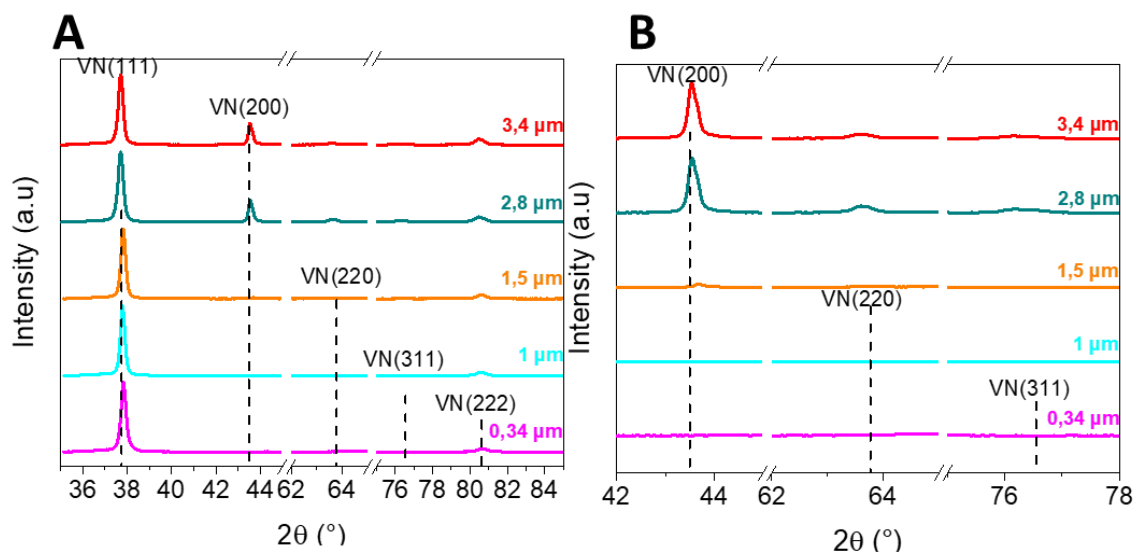 A
VN(111)
VN(200)
3,4 µm
2,8 µm
1,5 µm
VN(220)
1 µm
VN(311)
VN(222)
0,34 µm
Intensity (a.u)
36 38 40 42 44 62 64 76 78 80 82 84
2θ (°)
B
VN(200)
3,4 µm
2,8 µm
1,5 µm
VN(220)
1 µm
VN(311)
0,34 µm
Intensity (a.u)
42 44 62 64 76 78
2θ (°)